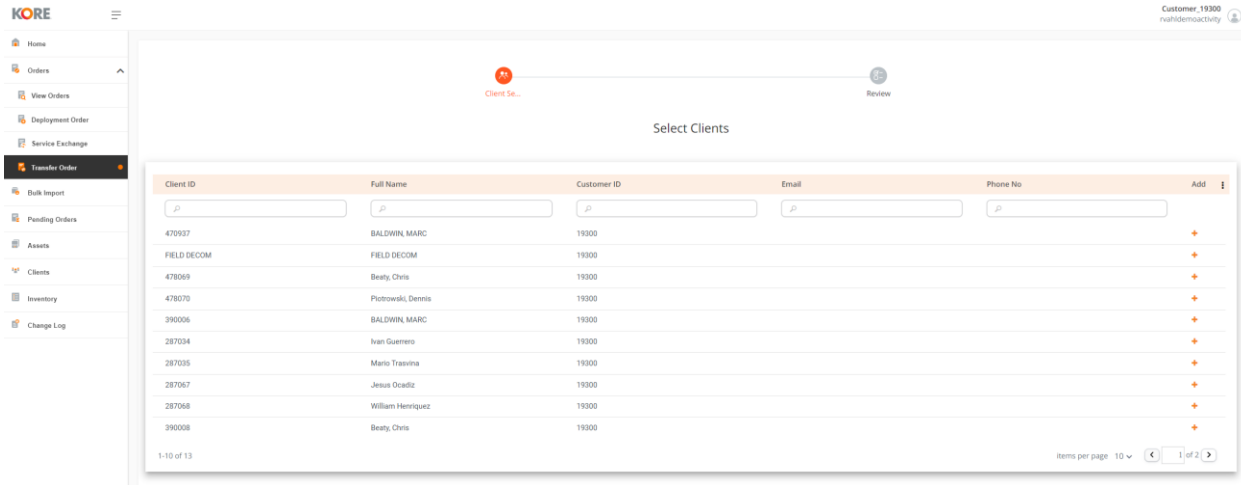 KORE
Customer_19300
rvahldemoactivity
Home
Orders
View Orders
Deployment Order
Service Exchange
Transfer Order
Bulk Import
Pending Orders
Assets
Clients
Inventory
Change Log
Client Se...
Review
Select Clients
Client ID Full Name Customer ID Email Phone No Add
470937 BALDWIN, MARC 19300 +
FIELD DECOM FIELD DECOM 19300 +
478069 Beaty, Chris 19300 +
478070 Piotrowski, Dennis 19300 +
390006 BALDWIN, MARC 19300 +
287034 Ivan Guerrero 19300 +
287035 Mario Trasvina 19300 +
287067 Jesus Ocadiz 19300 +
287068 William Henriquez 19300 +
390008 Beaty, Chris 19300 +
1-10 of 13 items per page 10 1 of 2